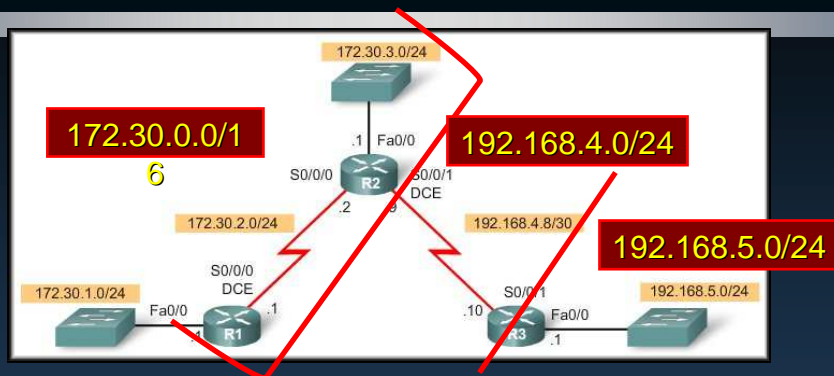 172.30.3.0/24
172.30.0.0/1
6
.1 Fa0/0
192.168.4.0/24
S0/0/0
R2
S0/0/1
DCE
.2
.9
172.30.2.0/24
192.168.4.8/30
192.168.5.0/24
S0/0/0
DCE
172.30.1.0/24
Fa0/0
.1
R1
.1
S0/0/1
.10
R3
Fa0/0
.1
192.168.5.0/24